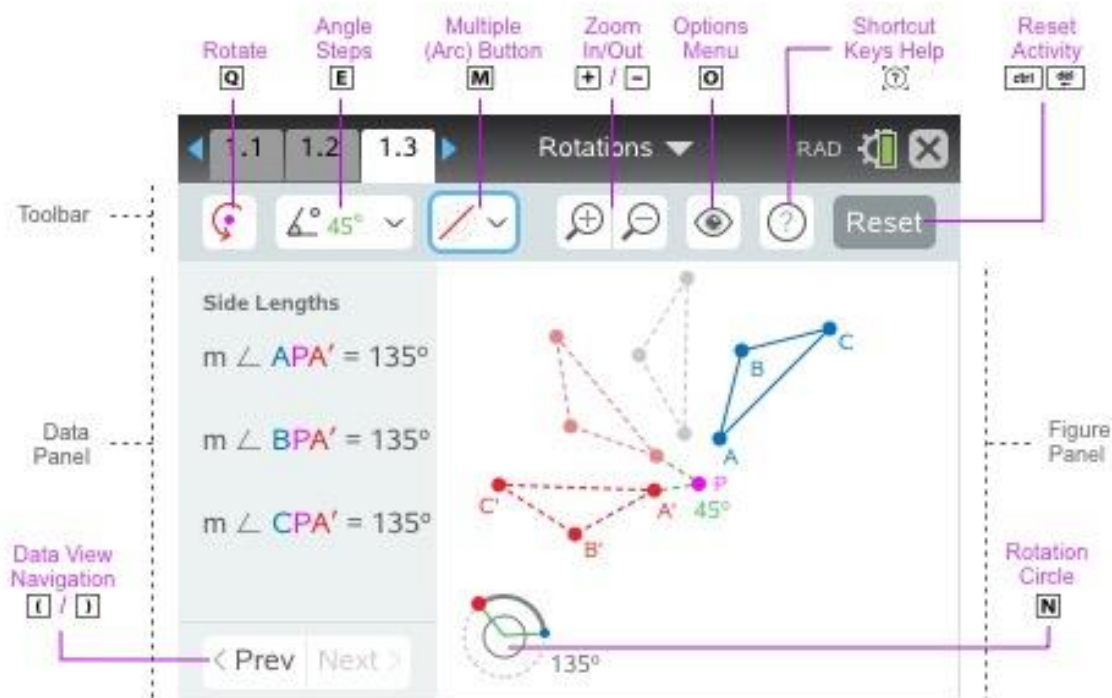 Rotate
Q
Angle
Steps
E
Multiple
(Arc) Button
M
Zoom
In/Out
+ / −
Options
Menu
O
Shortcut
Keys Help
?
Reset
Activity
ctrl del
1.1 1.2 1.3 Rotations RAD
Toolbar
45° Reset
Side Lengths
m ∠ APA′ = 135°
m ∠ BPA′ = 135°
m ∠ CPA′ = 135°
Data
Panel
Data View
Navigation
( / )
< Prev Next >
C
B
A
P
45°
C'
A'
B'
135°
Figure
Panel
Rotation
Circle
N